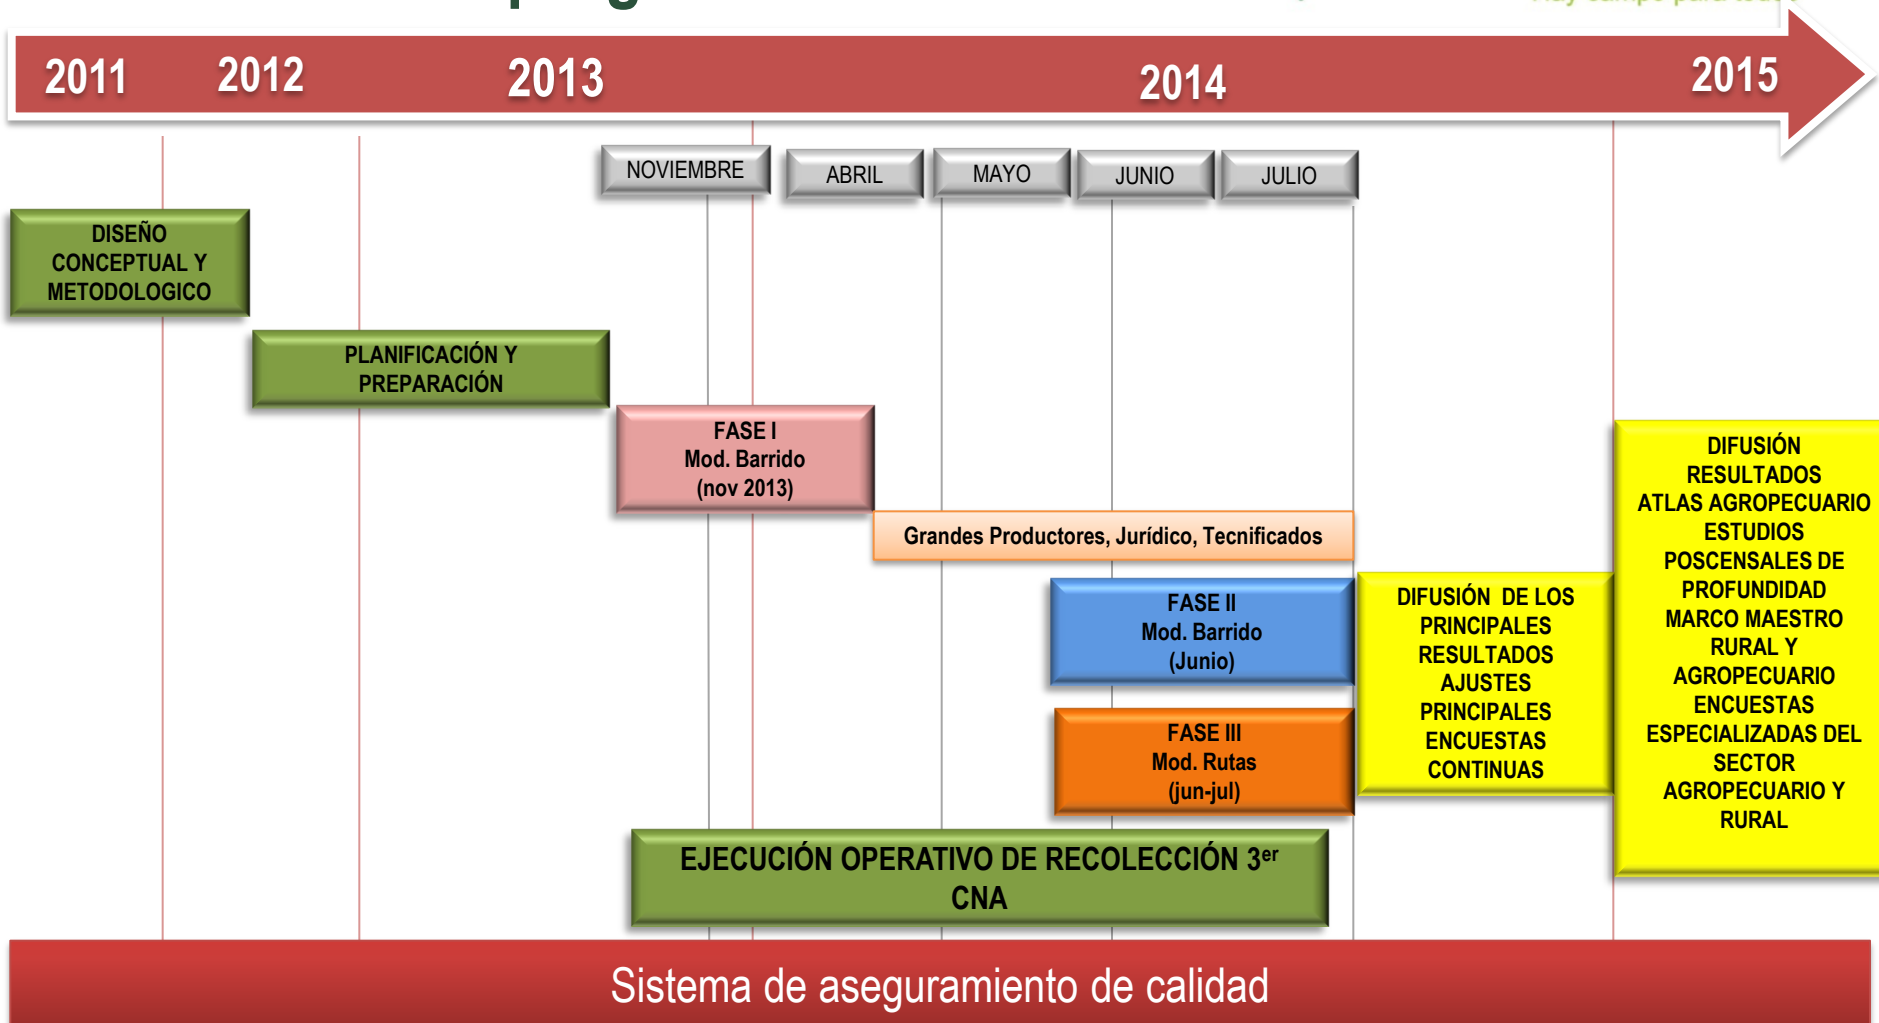 2011
2012
2013
2014
2015
NOVIEMBRE
ABRIL
MAYO
JUNIO
JULIO
DISEÑO
CONCEPTUAL Y
METODOLOGICO
PLANIFICACIÓN Y
PREPARACIÓN
FASE I
Mod. Barrido
(nov 2013)
Grandes Productores, Jurídico, Tecnificados
FASE II
Mod. Barrido
(Junio)
FASE III
Mod. Rutas
(jun-jul)
DIFUSIÓN DE LOS
PRINCIPALES
RESULTADOS
AJUSTES
PRINCIPALES
ENCUESTAS
CONTINUAS
DIFUSIÓN
RESULTADOS
ATLAS AGROPECUARIO
ESTUDIOS
POSCENSALES DE
PROFUNDIDAD
MARCO MAESTRO
RURAL Y
AGROPECUARIO
ENCUESTAS
ESPECIALIZADAS DEL
SECTOR
AGROPECUARIO Y
RURAL
EJECUCIÓN OPERATIVO DE RECOLECCIÓN 3er
CNA
Sistema de aseguramiento de calidad